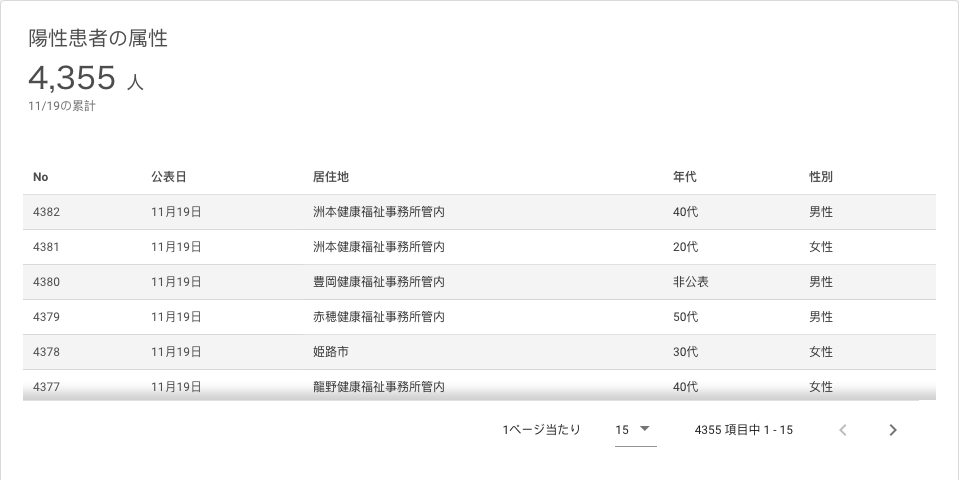 陽性患者の属性
4,355 人
11/19の累計
No 公表日 居住地 年代 性別
4382 11月19日 洲本健康福祉事務所管内 40代 男性
4381 11月19日 洲本健康福祉事務所管内 20代 女性
4380 11月19日 豊岡健康福祉事務所管内 非公表 男性
4379 11月19日 赤穂健康福祉事務所管内 50代 男性
4378 11月19日 姫路市 30代 女性
4377 11月19日 龍野健康福祉事務所管内 40代 女性
1ページ当たり 15 4355 項目中 1 - 15